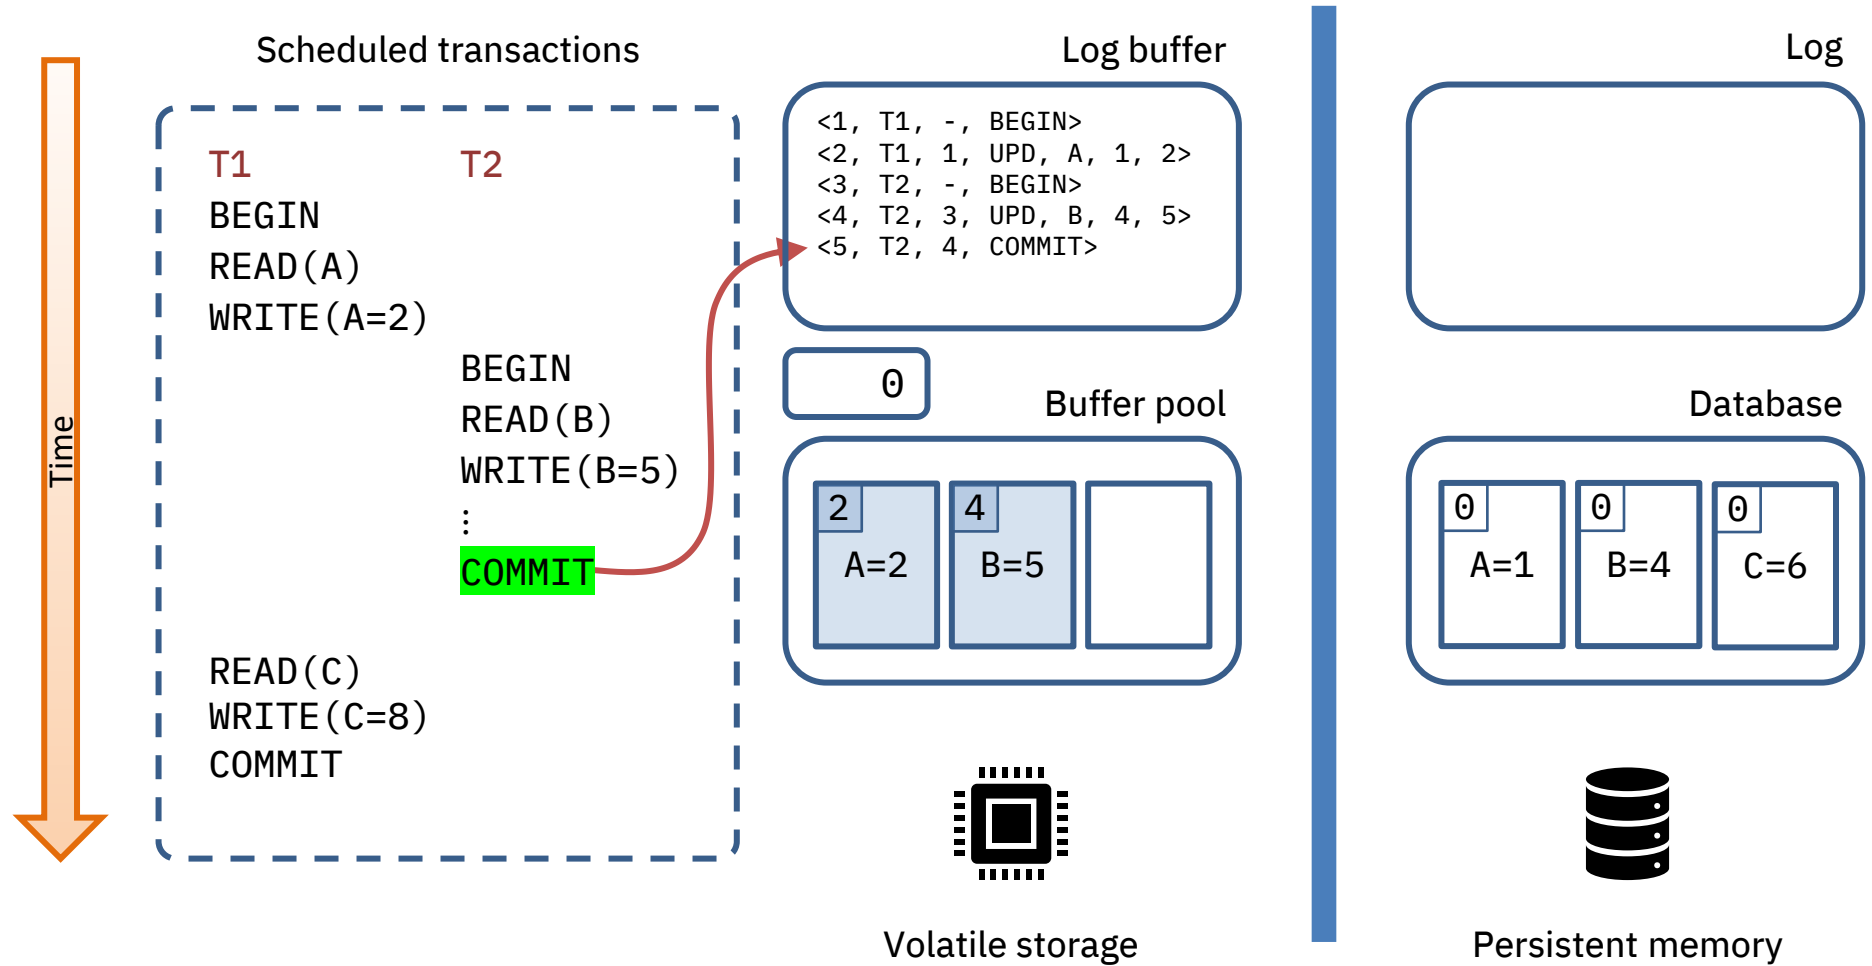 Time
Scheduled transactions
T1 T2
BEGIN
READ(A)
WRITE(A=2)
BEGIN
READ(B)
WRITE(B=5)
⋮
COMMIT
READ(C)
WRITE(C=8)
COMMIT
Log buffer
<1, T1, -, BEGIN>
<2, T1, 1, UPD, A, 1, 2>
<3, T2, -, BEGIN>
<4, T2, 3, UPD, B, 4, 5>
<5, T2, 4, COMMIT>
0
Buffer pool
2 4
A=2 B=5
Volatile storage
Log
Database
0 0 0
A=1 B=4 C=6
Persistent memory